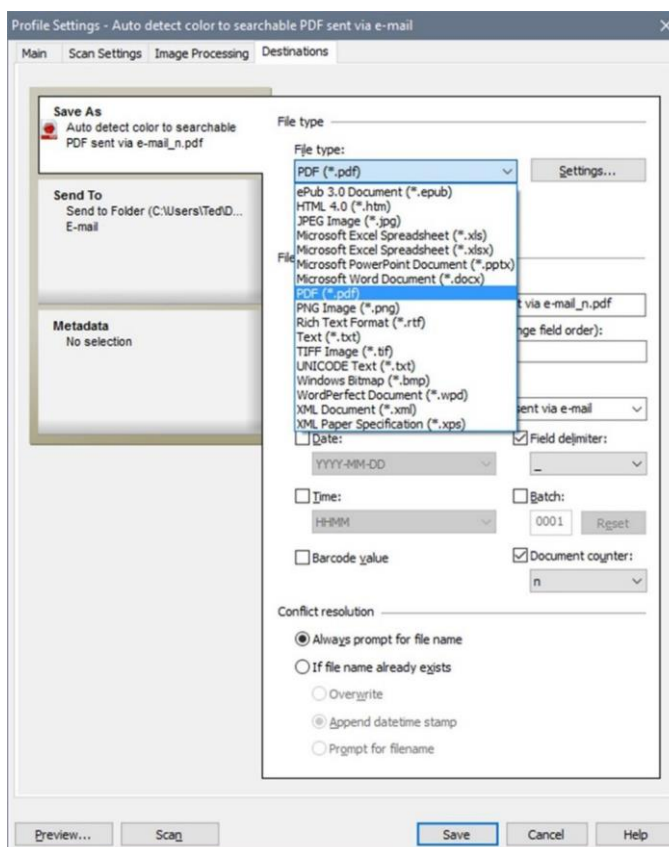 Profile Settings - Auto detect color to searchable PDF sent via e-mail
Main
Scan Settings
Image Processing
Destinations
Save As
Auto detect color to searchable
PDF sent via e-mail_n.pdf
Send To
Send to Folder (C:\Users\Ted\D...
E-mail
Metadata
No selection
File type
File type:
PDF (*.pdf)
Settings...
ePub 3.0 Document (*.epub)
HTML 4.0 (*.htm)
JPEG Image (*.jpg)
Microsoft Excel Spreadsheet (*.xls)
Microsoft Excel Spreadsheet (*.xlsx)
Microsoft PowerPoint Document (*.pptx)
Microsoft Word Document (*.docx)
PDF (*.pdf)
PNG Image (*.png)
Rich Text Format (*.rtf)
Text (*.txt)
TIFF Image (*.tif)
UNICODE Text (*.txt)
Windows Bitmap (*.bmp)
WordPerfect Document (*.wpd)
XML Document (*.xml)
XML Paper Specification (*.xps)
File
t via e-mail_n.pdf
nge field order):
sent via e-mail
Date:
Field delimiter:
YYYY-MM-DD
_
Time:
Batch:
HHMM
0001
Reset
Barcode value
Document counter:
n
Conflict resolution
Always prompt for file name
If file name already exists
Overwrite
Append datetime stamp
Prompt for filename
Preview...
Scan
Save
Cancel
Help